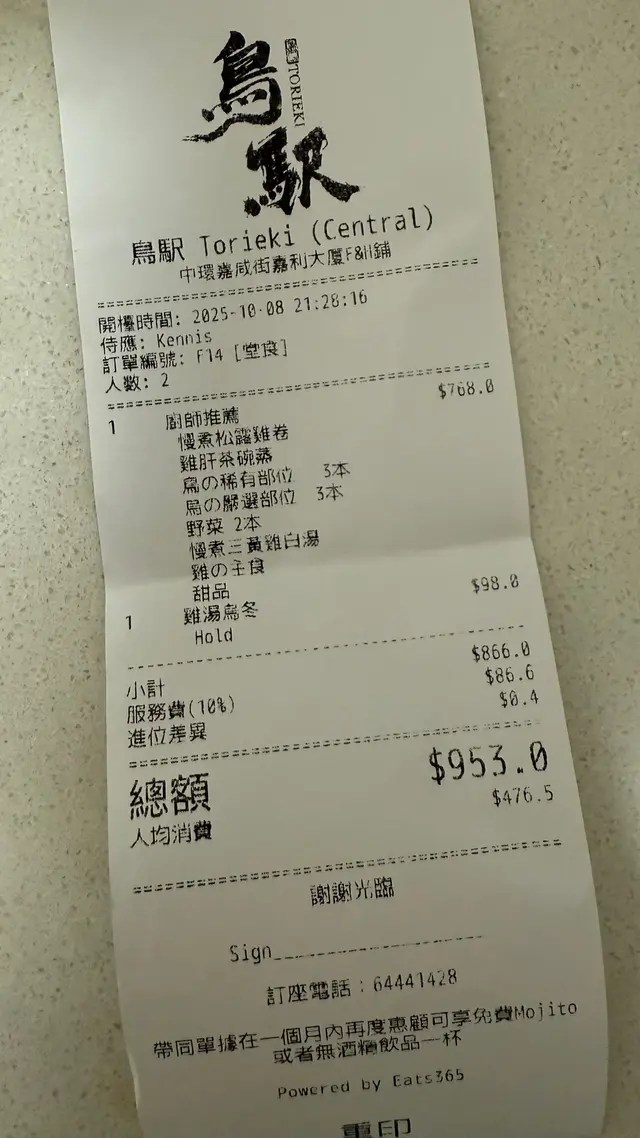 鳥駅
鳥駅 TORIEKI
鳥駅 Torieki (Central)
中環嘉咸街嘉利大廈F&H鋪
開檯時間: 2025-10-08 21:28:16
侍應: Kennis
訂單編號: F14 [堂食]
人數: 2
1 廚師推薦 $768.0
慢煮松露雞卷
雞肝茶碗蒸
鳥の稀有部位 3本
鳥の嚴選部位 3本
野菜 2本
慢煮三黃雞白湯
雞の主食
甜品
1 雞湯烏冬 $98.0
Hold
小計 $866.0
服務費(10%) $86.6
進位差異 $0.4
總額 $953.0
人均消費 $476.5
謝謝光臨
Sign
訂座電話：64441428
帶同單據在一個月內再度惠顧可享免費Mojito
或者無酒精飲品一杯
Powered by Eats365
重印